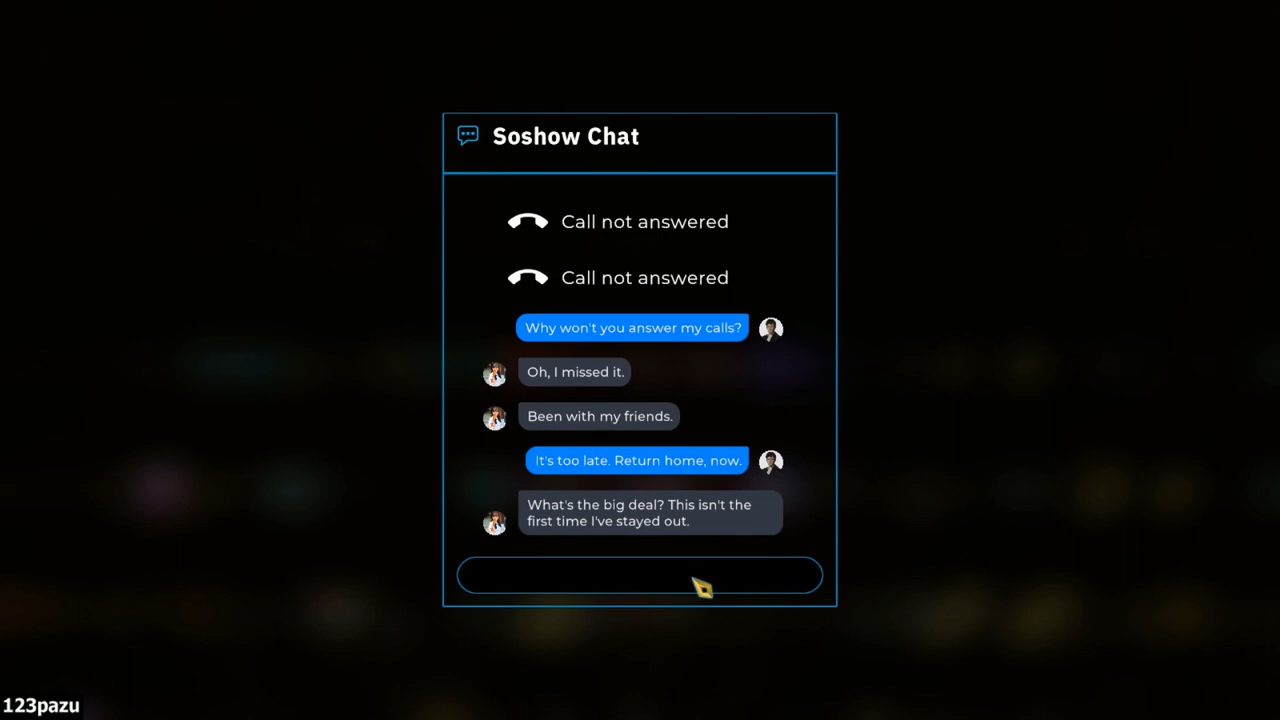 Soshow Chat
Call not answered
Call not answered
Why won't you answer my calls?
Oh, I missed it.
Been with my friends.
It's too late. Return home, now.
What's the big deal? This isn't the
first time I've stayed out.
123pazu